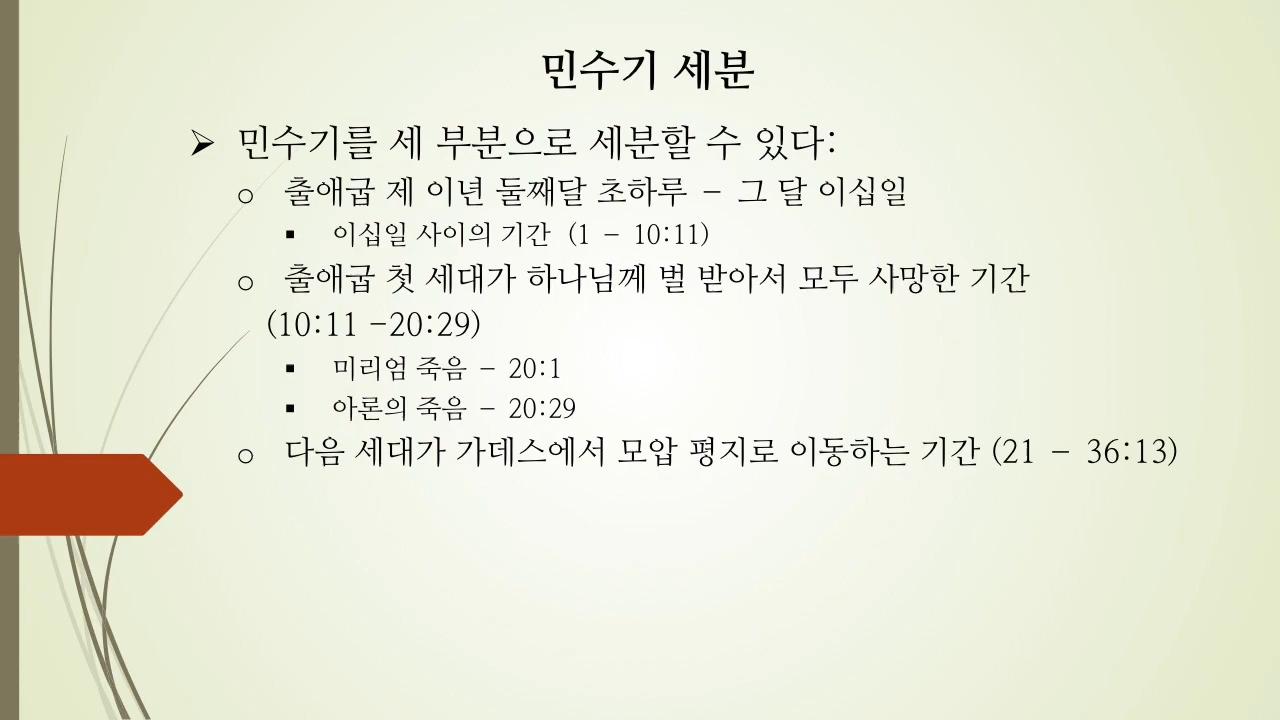 민수기 세분
➢ 민수기를 세 부분으로 세분할 수 있다:
o 출애굽 제 이년 둘째달 초하루 – 그 달 이십일
▪ 이십일 사이의 기간 (1 – 10:11)
o 출애굽 첫 세대가 하나님께 벌 받아서 모두 사망한 기간
(10:11 –20:29)
▪ 미리엄 죽음 – 20:1
▪ 아론의 죽음 – 20:29
o 다음 세대가 가데스에서 모압 평지로 이동하는 기간 (21 – 36:13)